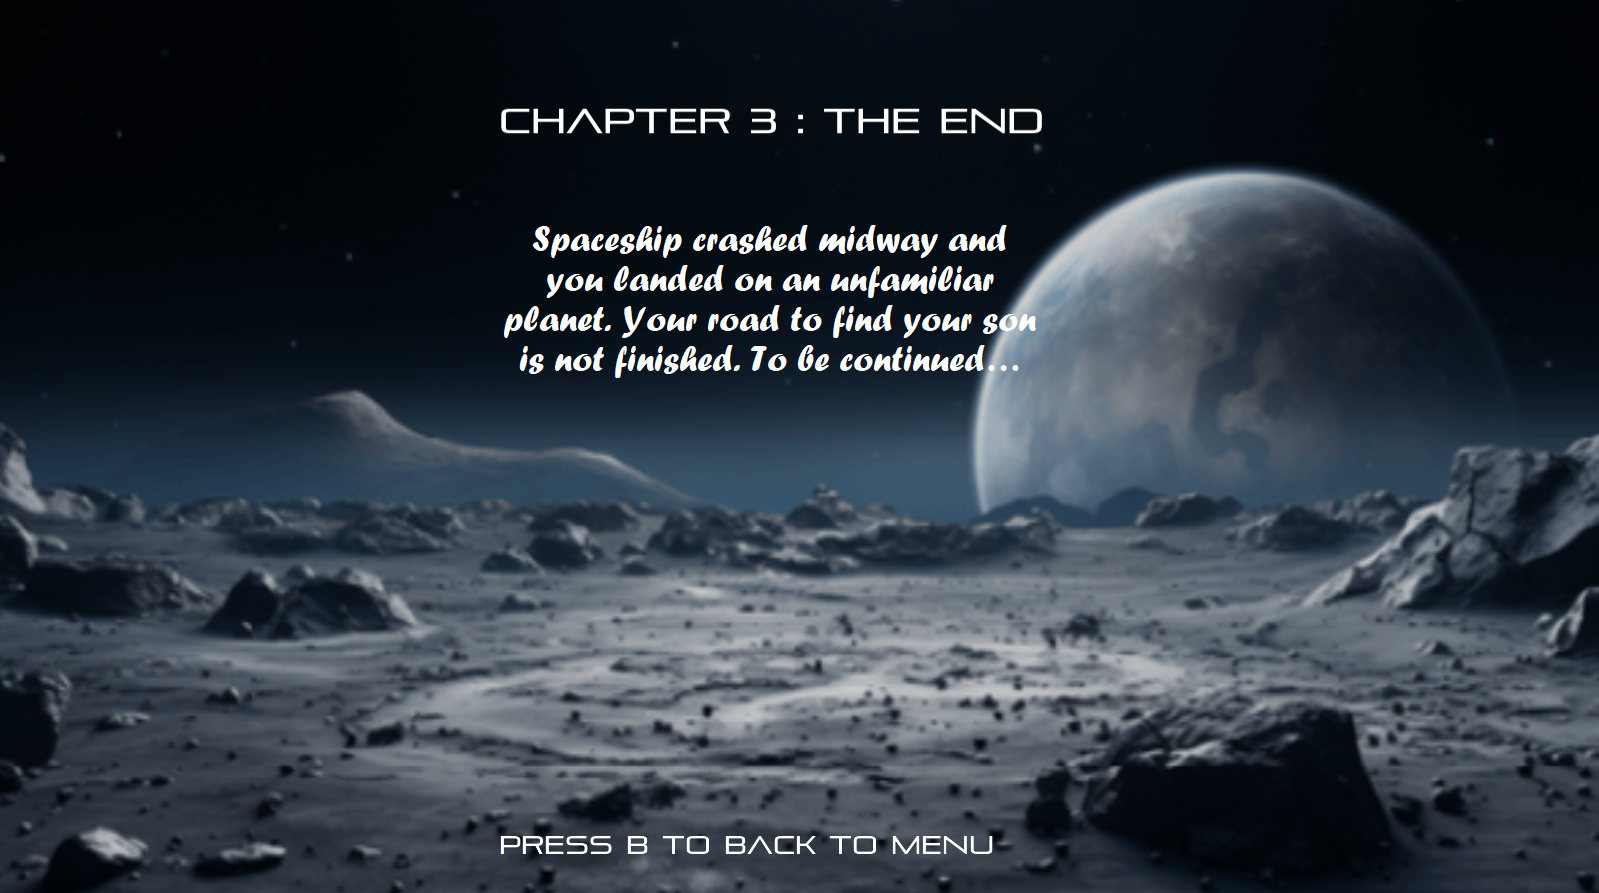 CHAPTER 3 : THE END
Spaceship crashed midway and
you landed on an unfamiliar
planet. Your road to find your son
is not finished. To be continued...
PRESS B TO BACK TO MENU